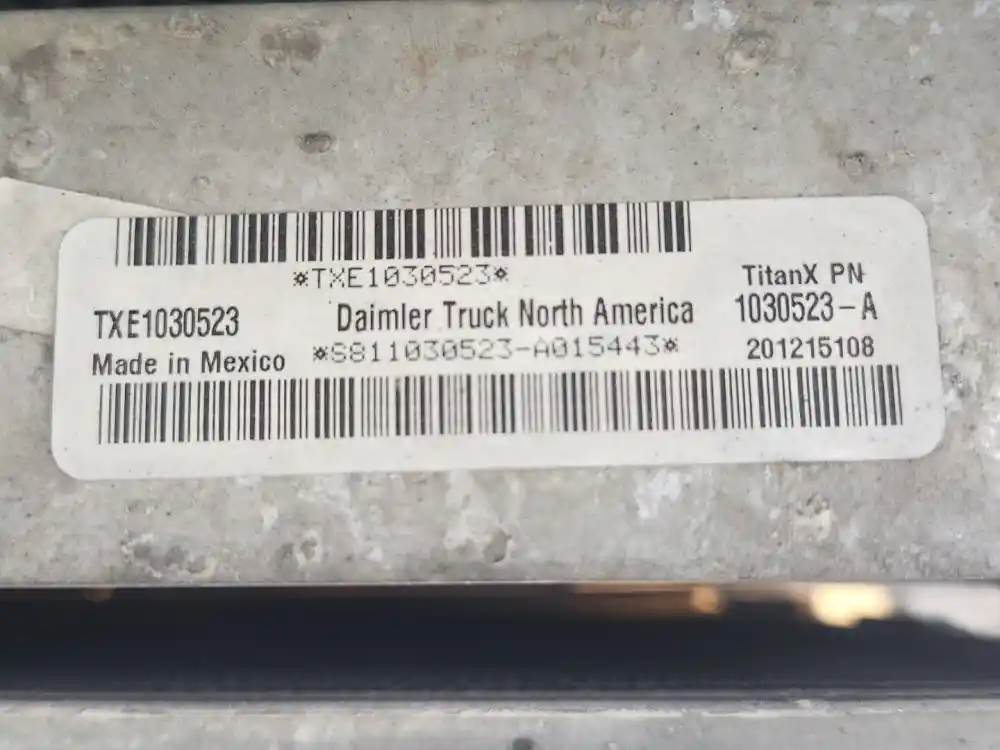 *TXE1030523*
TitanX PN
TXE1030523
Daimler Truck North America
1030523-A
Made in Mexico
*S811030523-A015443*
201215108